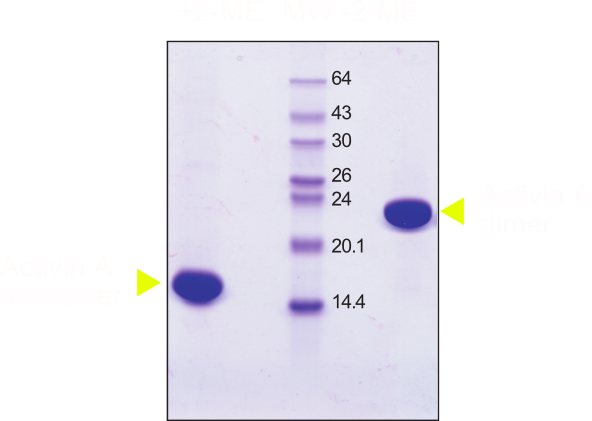 +2-ME MW -2-ME
64
43
30
26
24
20.1
14.4
Activin A
dimer
Activin A
monomer